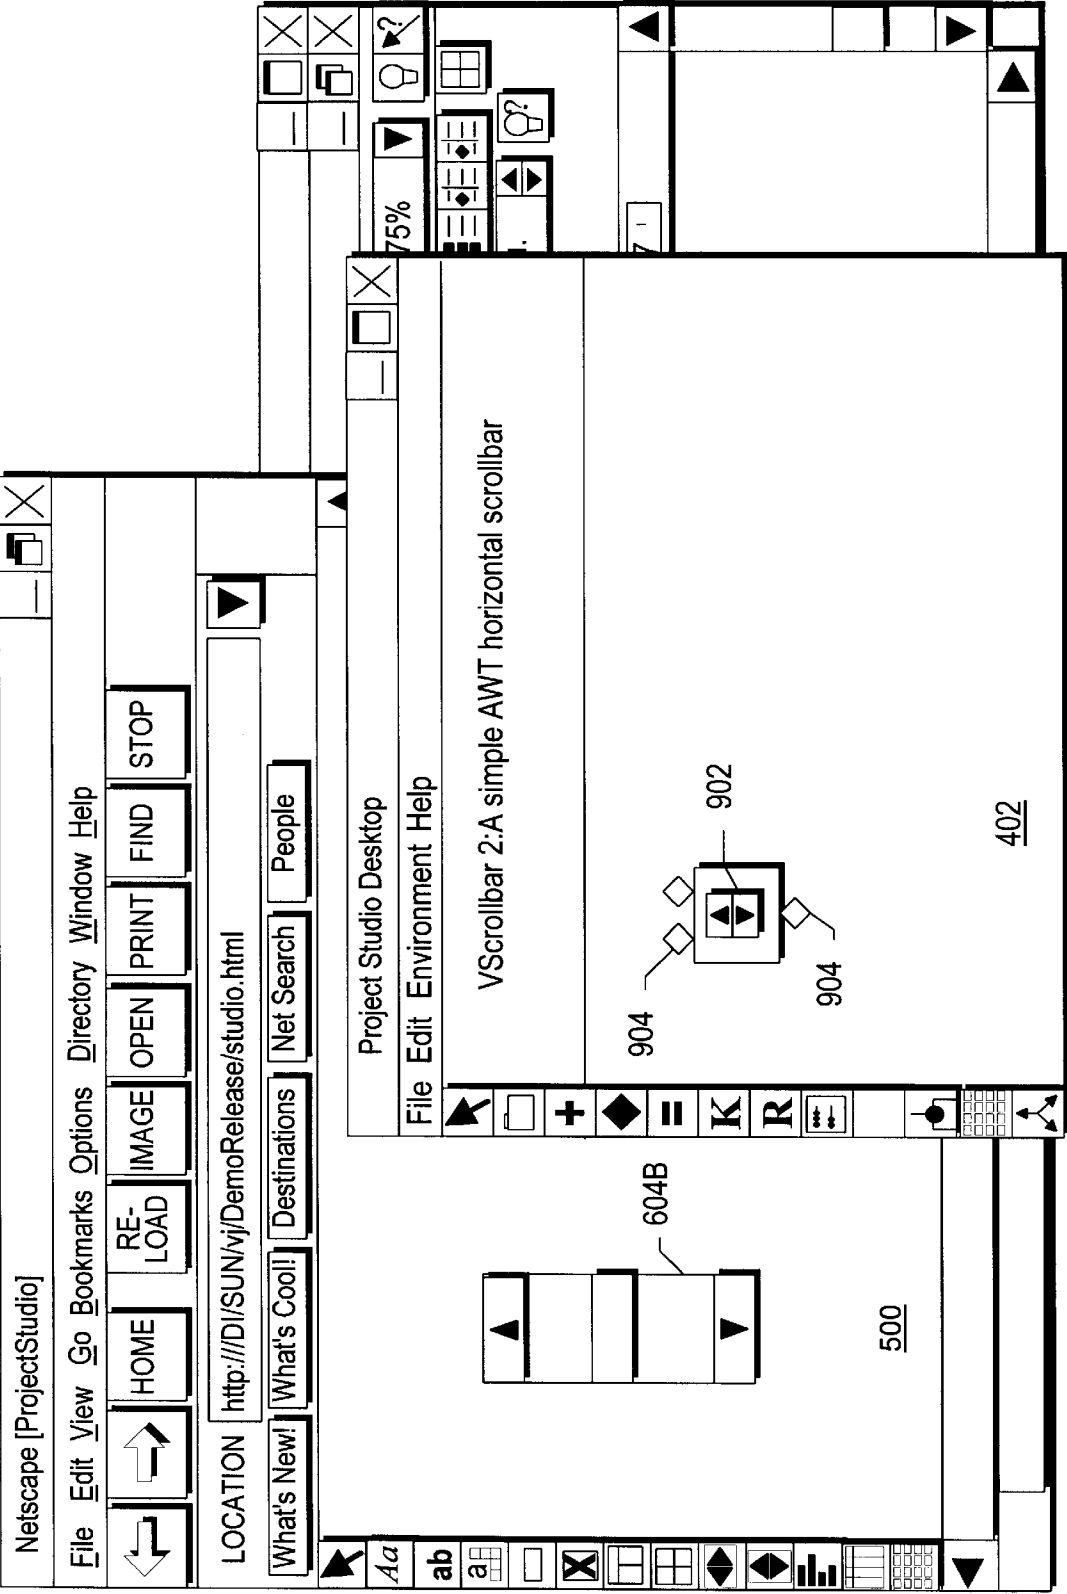 Netscape [ProjectStudio]
File Edit View Go Bookmarks Options Directory Window Help
HOME RE-LOAD IMAGE OPEN PRINT FIND STOP
LOCATION http:///DI/SUN/vj/DemoRelease/studio.html
What's New! What's Cool! Destinations Net Search People
Aa
ab
a
X
604B
500
Project Studio Desktop
File Edit Environment Help
VScrollbar 2:A simple AWT horizontal scrollbar
K
R
904
902
904
402
75%
?
?